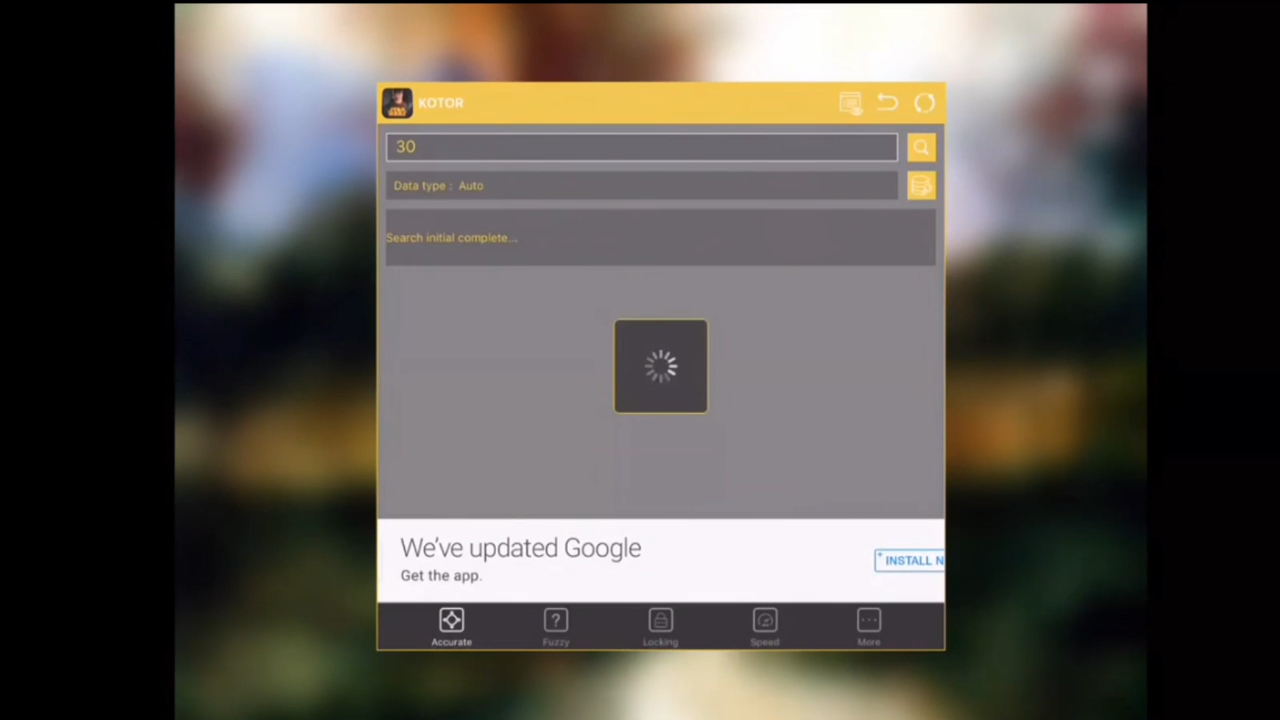 KOTOR
30
Data type : Auto
Search initial complete...
We've updated Google
Get the app.
INSTALL N
Accurate
Fuzzy
Locking
Speed
More